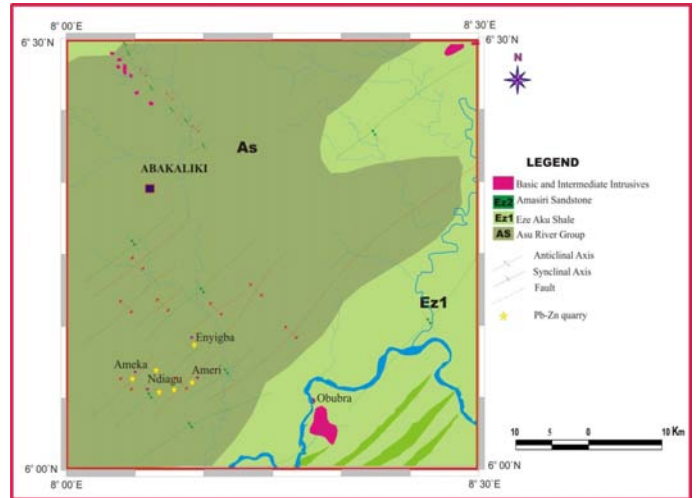 8° 00'E
8° 30'E
6° 30'N
6° 30'N
N
As
ABAKALIKI
LEGEND
Basic and Intermediate Intrusives
Ez2 Amasiri Sandstone
Ez1 Eze Aku Shale
AS Asu River Group
Anticlinal Axis
Synclinal Axis
Fault
Pb-Zn quarry
Ez1
Enyigba
Ameka
Ameri
Ndiagu
Obubra
10 5 0 10 Km
6° 00'N
6° 00'N
8° 00'E
8° 30'E